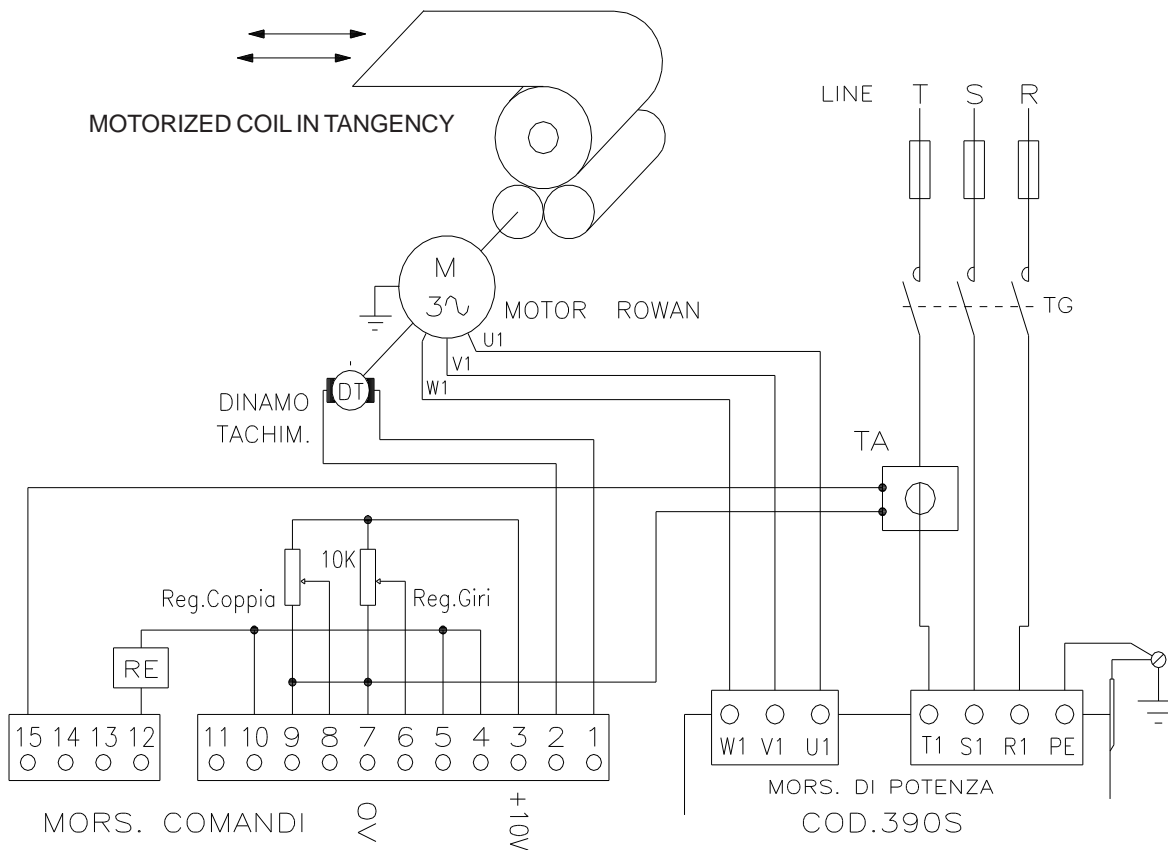 LINE T S R
MOTORIZED COIL IN TANGENCY
M
3∿
MOTOR ROWAN
TG
U1
V1
W1
DT
DINAMO
TACHIM.
TA
10K
Reg.Coppia
Reg.Giri
RE
15 14 13 12
11 10 9 8 7 6 5 4 3 2 1
W1 V1 U1
T1 S1 R1 PE
MORS. COMANDI
0V
+10V
MORS. DI POTENZA
COD.390S